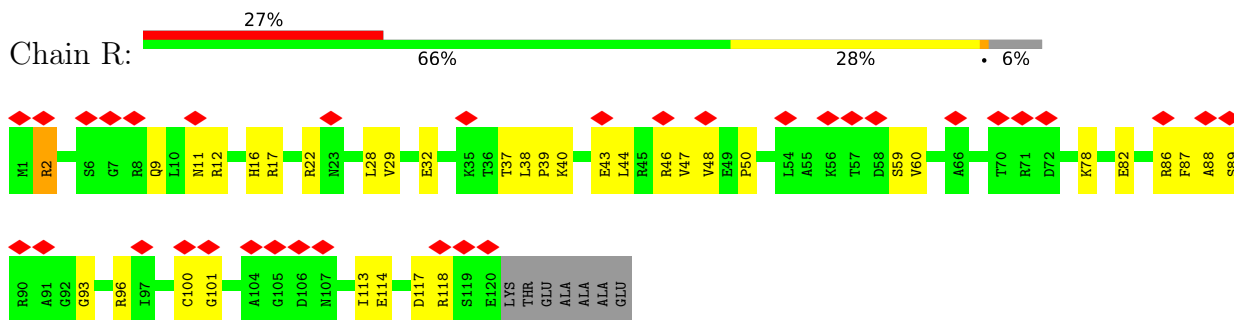 27%
Chain R:
66% 28% • 6%
M1 R2 S6 G7 R8 Q9 L10 N11 R12 H16 R17 R22 N23 L28 V29 E32 K35 T36 T37 L38 P39 K40 E43 L44 R45 R46 V47 V48 E49 P50 L54 A55 K56 T57 D58 S59 V60 A66 T70 R71 D72 K78 E82 R86 F87 A88 S89
R90 A91 G92 G93 R96 I97 C100 G101 A104 G105 D106 N107 I113 E114 D117 R118 S119 E120 LYS THR GLU ALA ALA ALA GLU